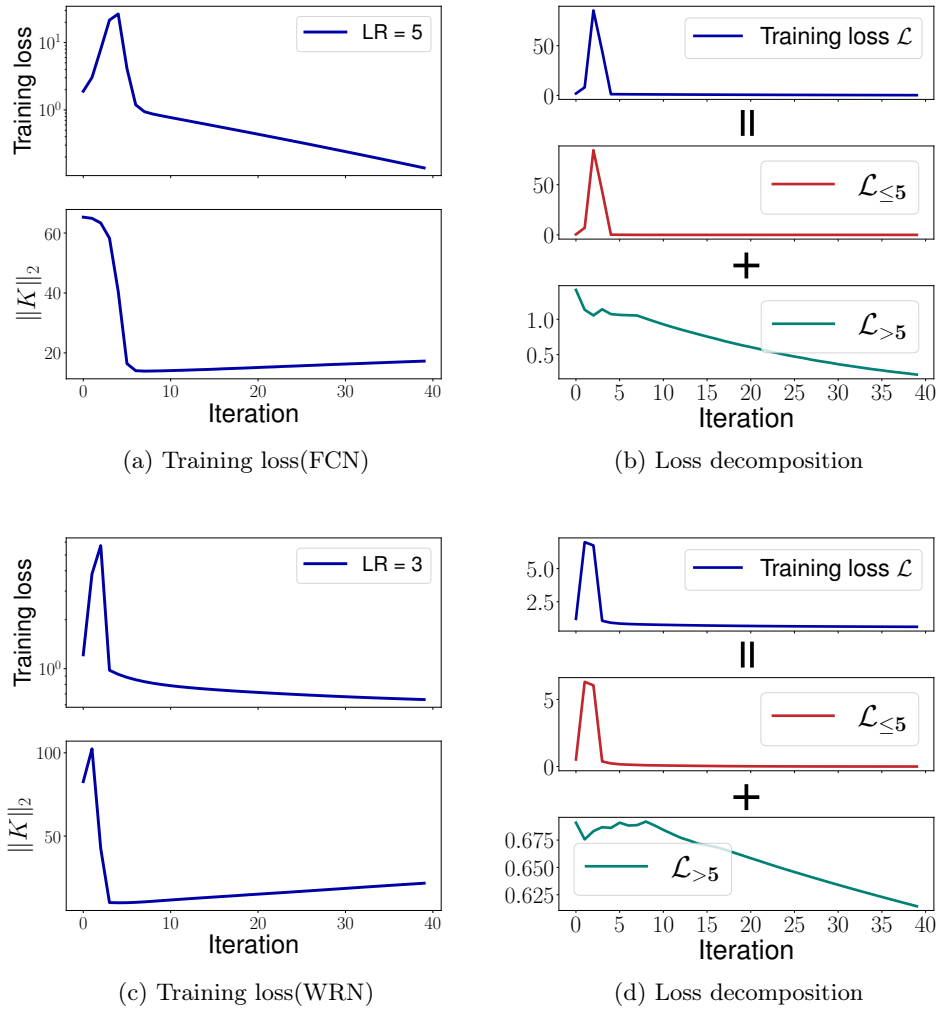 Training loss
10¹
10⁰
LR = 5
||K||₂
60
40
20
0
10
20
30
40
Iteration
(a) Training loss(FCN)
50
0
Training loss ℒ
=
50
0
ℒ≤5
+
1.0
0.5
ℒ>5
0
5
10
15
20
25
30
35
40
Iteration
(b) Loss decomposition
Training loss
10⁰
LR = 3
||K||₂
100
50
0
10
20
30
40
Iteration
(c) Training loss(WRN)
5.0
2.5
Training loss ℒ
=
5
0
ℒ≤5
+
0.675
0.650
0.625
ℒ>5
0
5
10
15
20
25
30
35
40
Iteration
(d) Loss decomposition